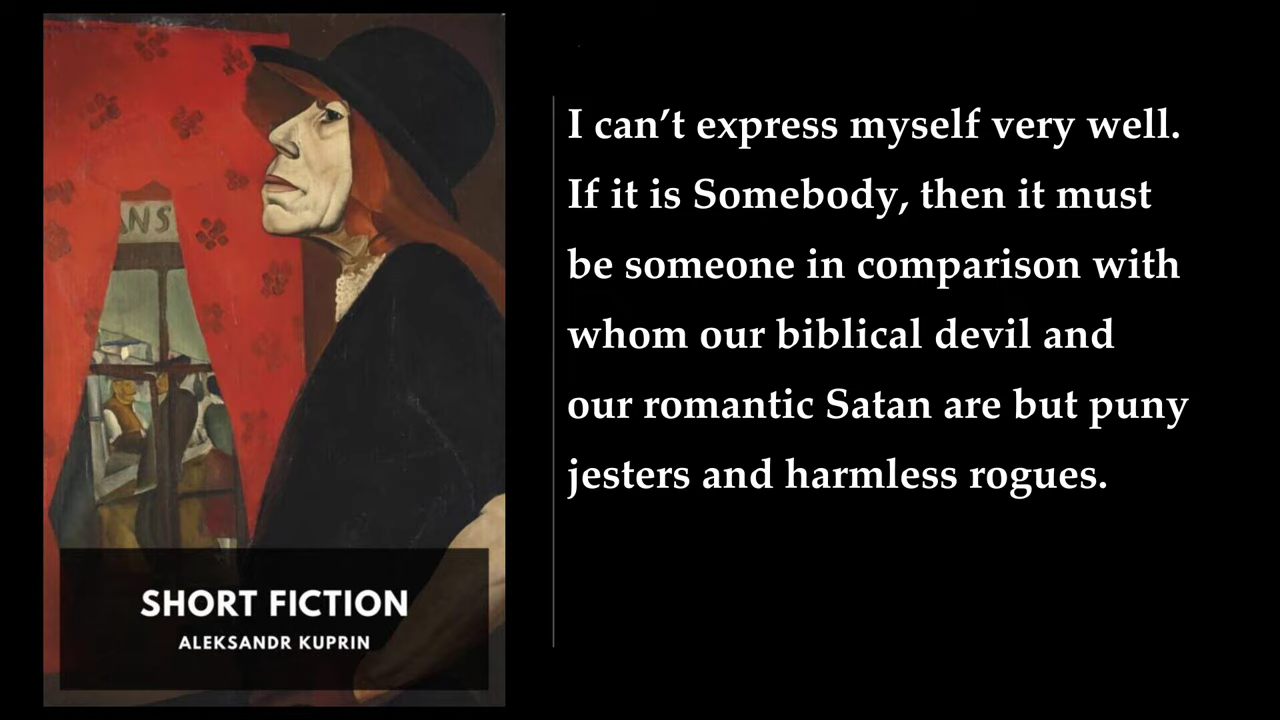 ANS
SHORT FICTION
ALEKSANDR KUPRIN
I can’t express myself very well.
If it is Somebody, then it must
be someone in comparison with
whom our biblical devil and
our romantic Satan are but puny
jesters and harmless rogues.